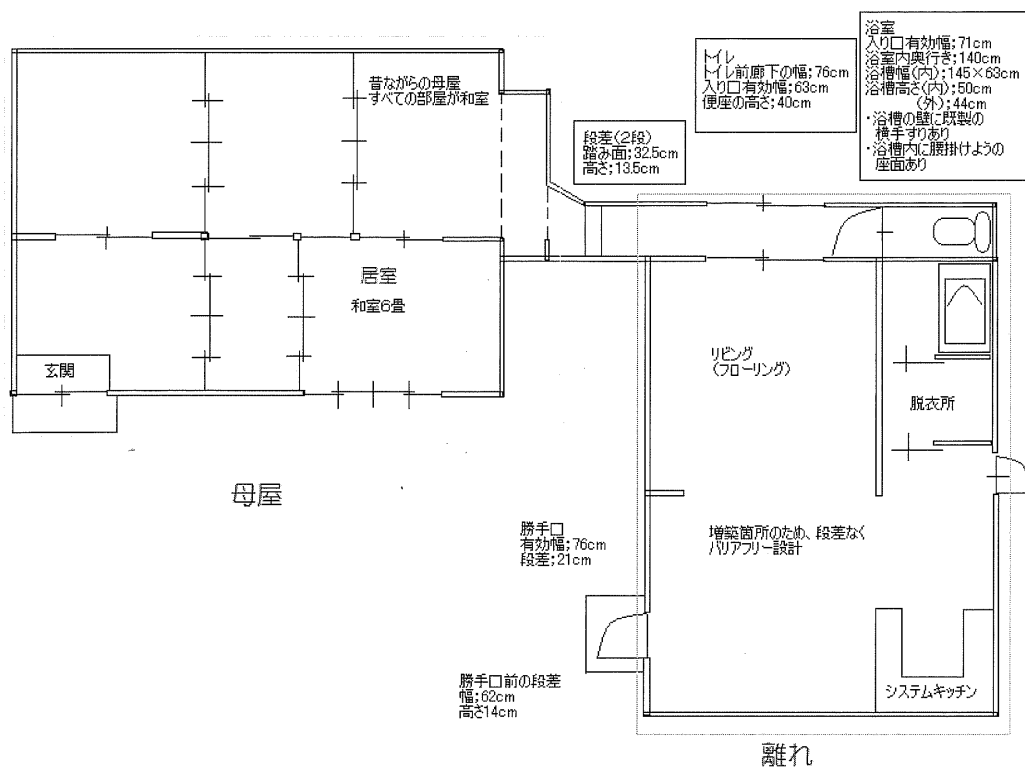 浴室
入り口有効幅;71cm
浴室内奥行き;140cm
浴槽幅(内);145×63cm
浴槽高さ(内);50cm
(外);44cm
・浴槽の壁に既製の
横手すりあり
・浴槽内に腰掛けようの
座面あり
トイレ
トイレ前廊下の幅;76cm
入り口有効幅;63cm
便座の高さ;40cm
昔ながらの母屋
すべての部屋が和室
段差(2段)
踏み面;32.5cm
高さ;13.5cm
居室
和室6畳
玄関
リビング
(フローリング)
脱衣所
母屋
勝手口
有効幅;76cm
段差;21cm
増築箇所のため、段差なく
バリアフリー設計
勝手口前の段差
幅;62cm
高さ14cm
システムキッチン
離れ